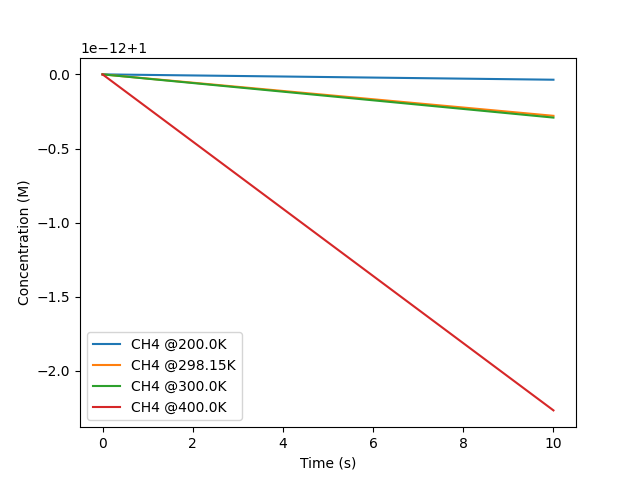 1e−12+1
0.0
−0.5
−1.0
−1.5
−2.0
Concentration (M)
CH4 @200.0K
CH4 @298.15K
CH4 @300.0K
CH4 @400.0K
0 2 4 6 8 10
Time (s)